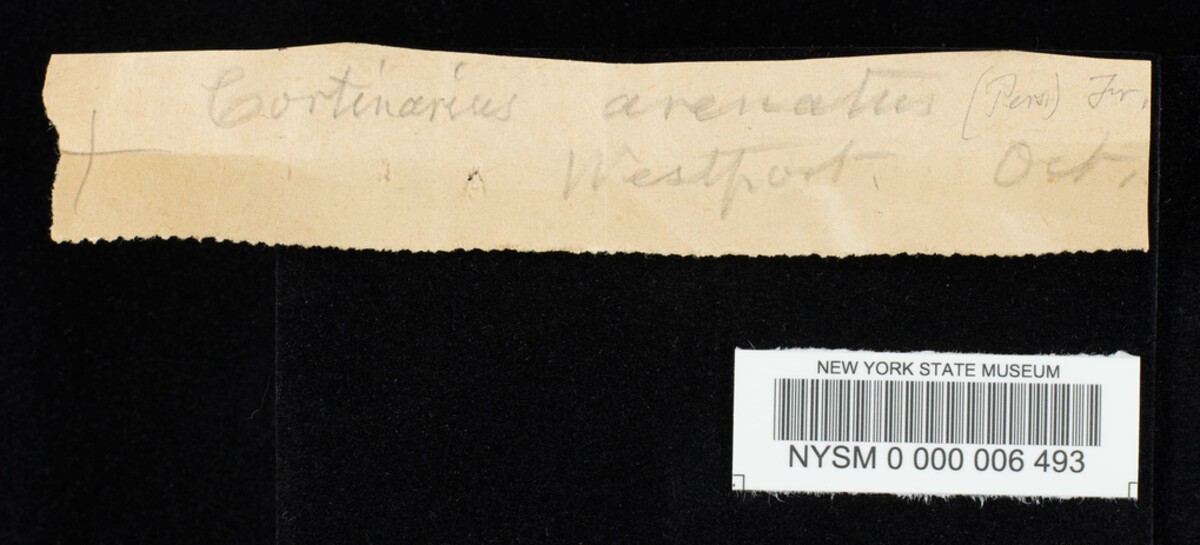 Cortinarius arenatus (Pers.) Fr.
Westport. Oct.
NEW YORK STATE MUSEUM
NYSM 0 000 006 493